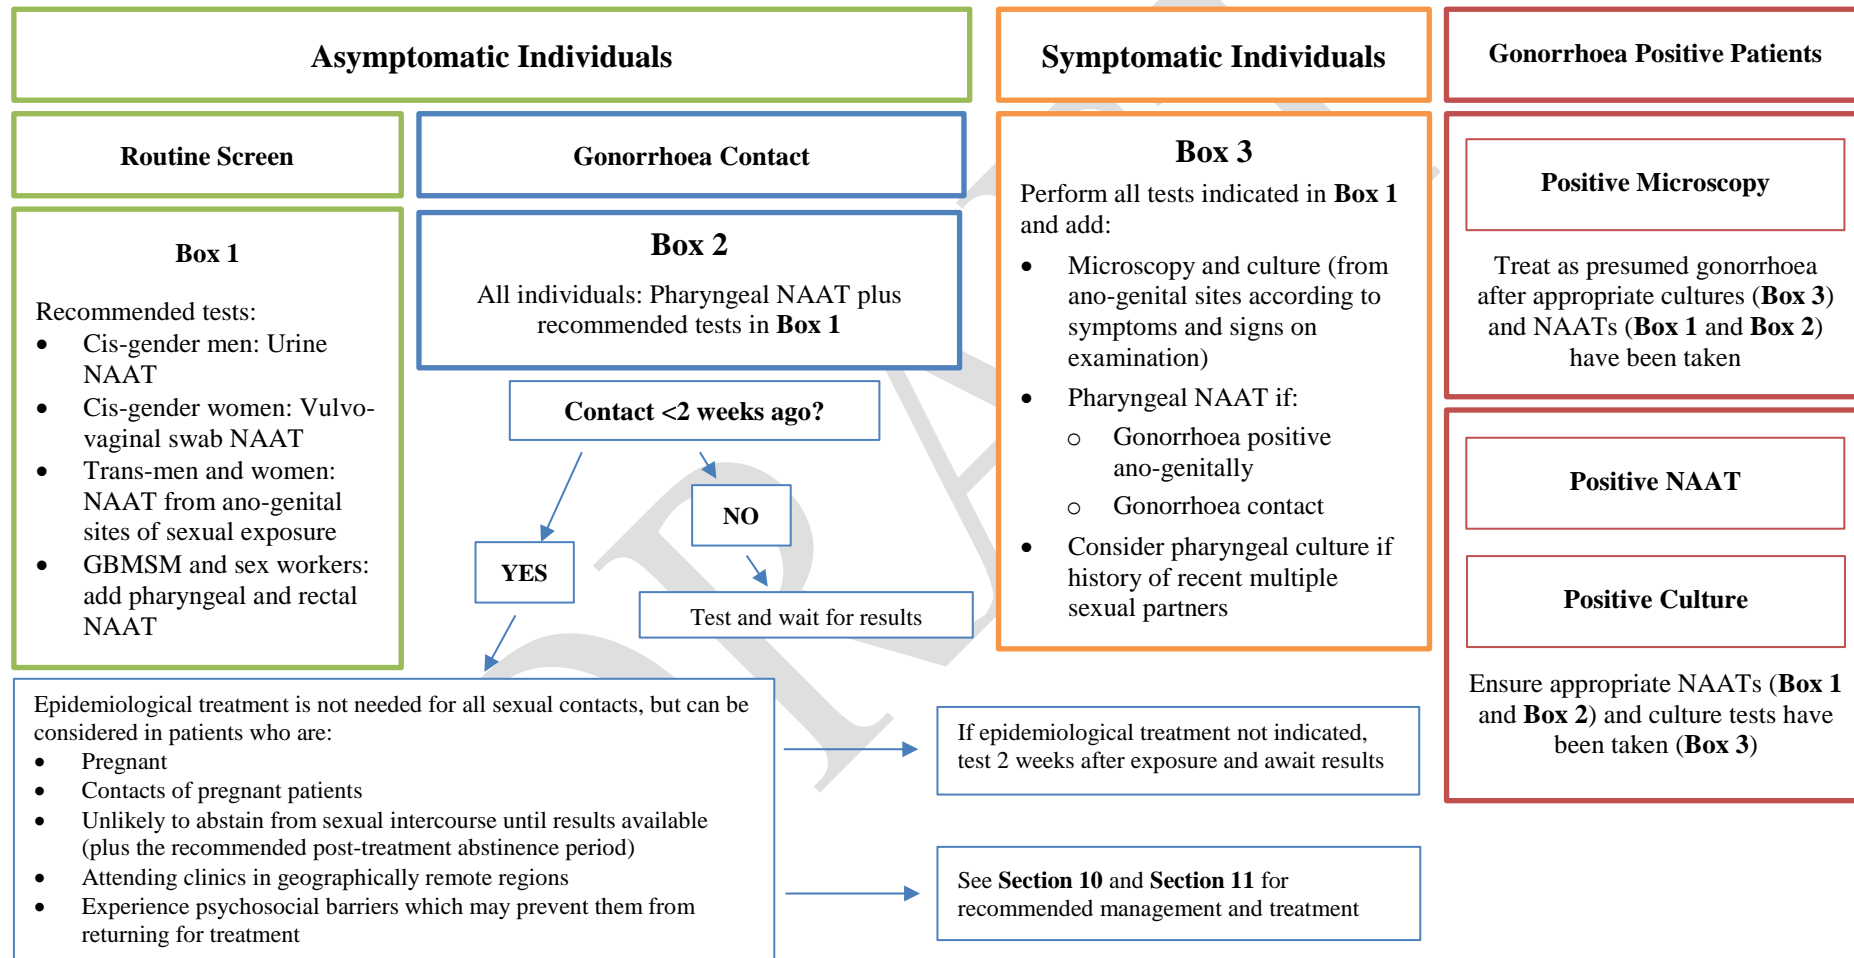 Asymptomatic Individuals
Routine Screen
Box 1
Recommended tests:
• Cis-gender men: Urine
NAAT
• Cis-gender women: Vulvo-
vaginal swab NAAT
• Trans-men and women:
NAAT from ano-genital
sites of sexual exposure
• GBMSM and sex workers:
add pharyngeal and rectal
NAAT
Gonorrhoea Contact
Box 2
All individuals: Pharyngeal NAAT plus
recommended tests in Box 1
Contact <2 weeks ago?
YES
NO
Test and wait for results
Epidemiological treatment is not needed for all sexual contacts, but can be
considered in patients who are:
• Pregnant
• Contacts of pregnant patients
• Unlikely to abstain from sexual intercourse until results available
(plus the recommended post-treatment abstinence period)
• Attending clinics in geographically remote regions
• Experience psychosocial barriers which may prevent them from
returning for treatment
If epidemiological treatment not indicated,
test 2 weeks after exposure and await results
See Section 10 and Section 11 for
recommended management and treatment
Symptomatic Individuals
Box 3
Perform all tests indicated in Box 1
and add:
• Microscopy and culture (from
ano-genital sites according to
symptoms and signs on
examination)
• Pharyngeal NAAT if:
o Gonorrhoea positive
ano-genitally
o Gonorrhoea contact
• Consider pharyngeal culture if
history of recent multiple
sexual partners
Gonorrhoea Positive Patients
Positive Microscopy
Treat as presumed gonorrhoea
after appropriate cultures (Box 3)
and NAATs (Box 1 and Box 2)
have been taken
Positive NAAT
Positive Culture
Ensure appropriate NAATs (Box 1
and Box 2) and culture tests have
been taken (Box 3)